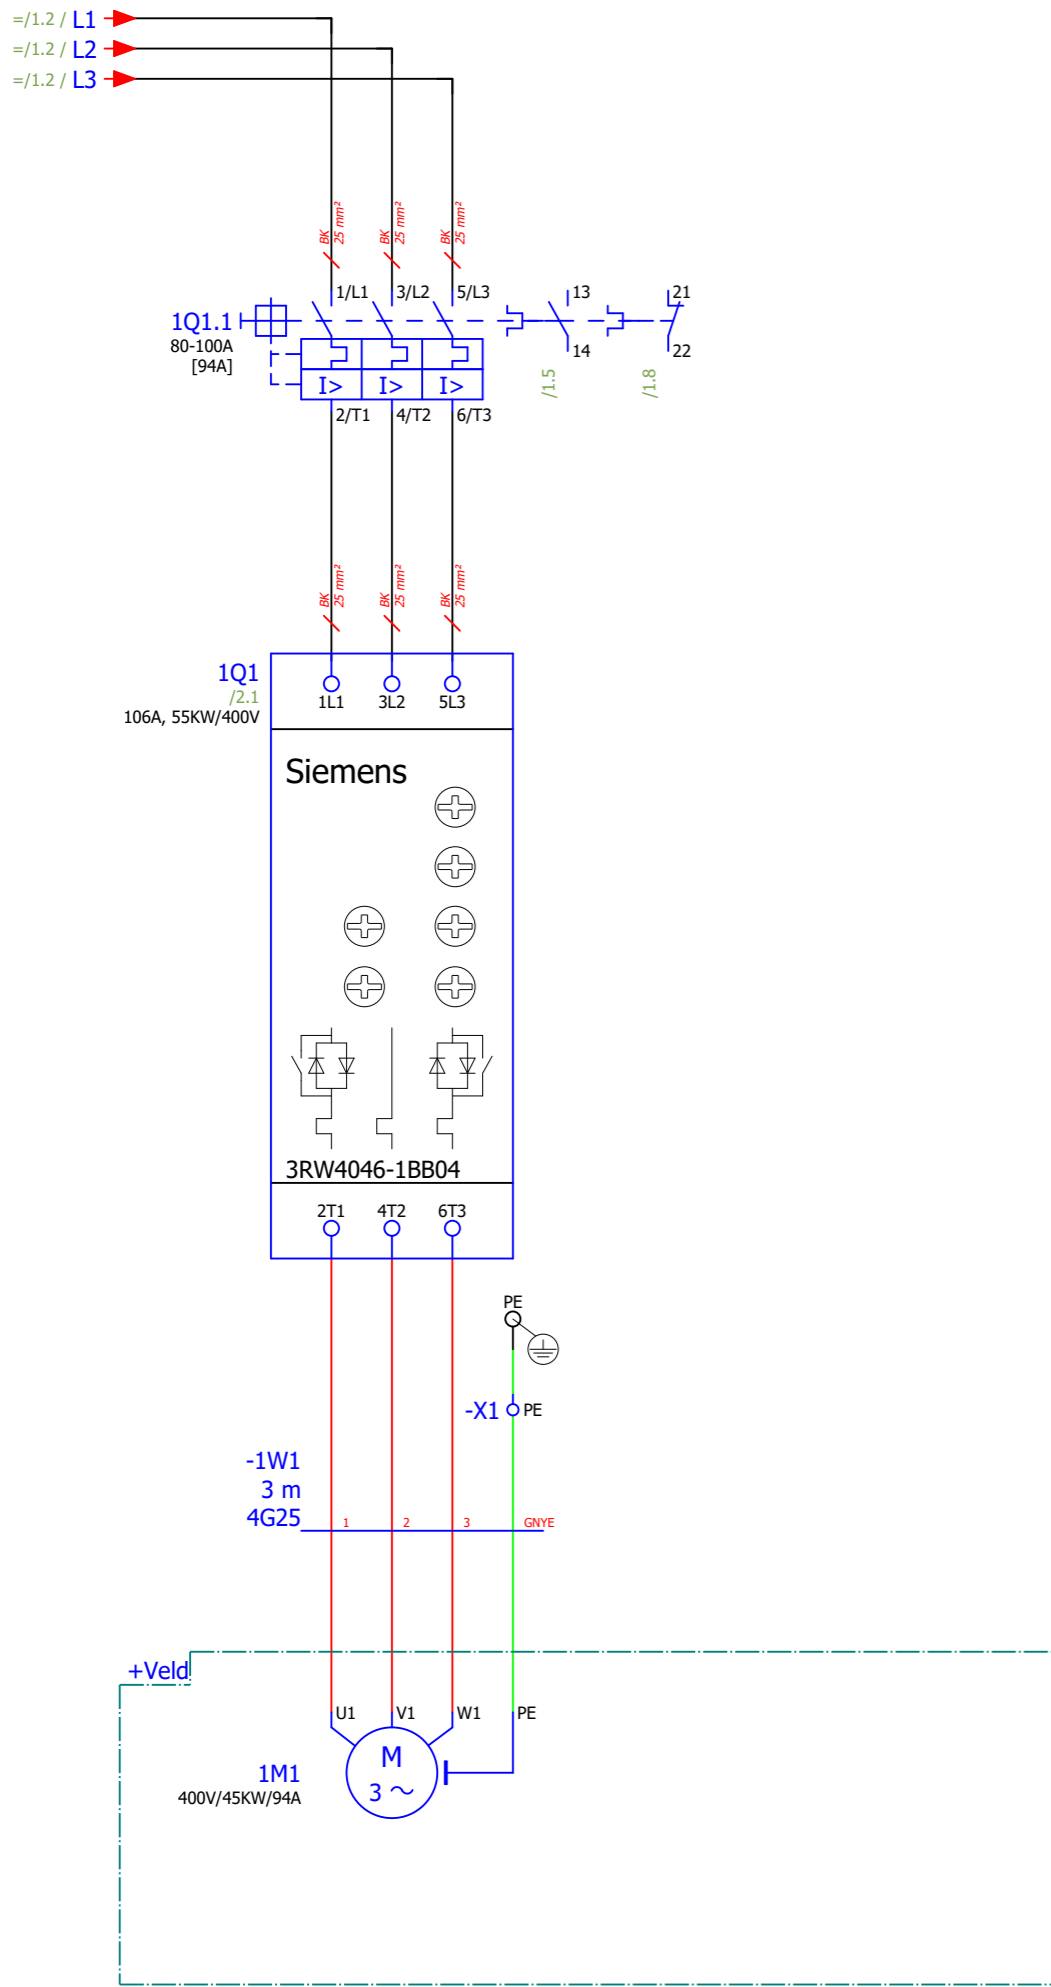 =/1.2 / L1
=/1.2 / L2
=/1.2 / L3
BK 25 mm²
BK 25 mm²
BK 25 mm²
1/L1 3/L2 5/L3 13 21
1Q1.1
80-100A
[94A]
14 22
I> I> I>
/1.5 /1.8
2/T1 4/T2 6/T3
BK 25 mm²
BK 25 mm²
BK 25 mm²
1Q1
/2.1
106A, 55KW/400V
1L1 3L2 5L3
Siemens
3RW4046-1BB04
2T1 4T2 6T3
PE
-X1 PE
-1W1
3 m
4G25
1 2 3 GNYE
+Veld
U1 V1 W1 PE
M
3 ~
1M1
400V/45KW/94A